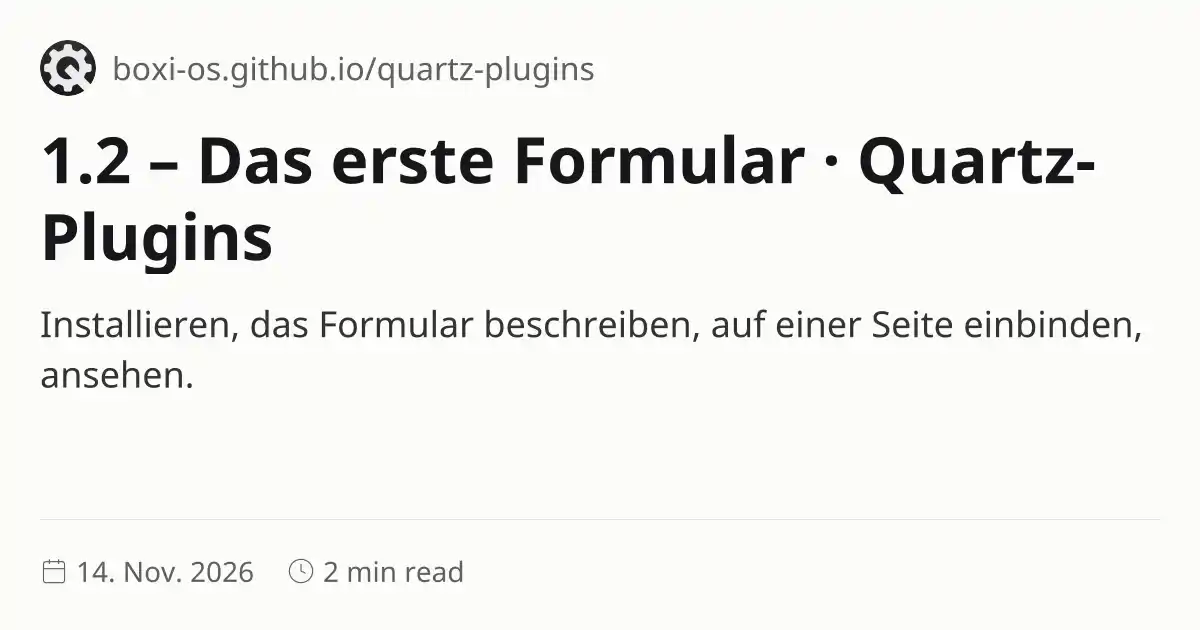 boxi-os.github.io/quartz-plugins
1.2 – Das erste Formular · Quartz-
Plugins
Installieren, das Formular beschreiben, auf einer Seite einbinden,
ansehen.
14. Nov. 2026 2 min read